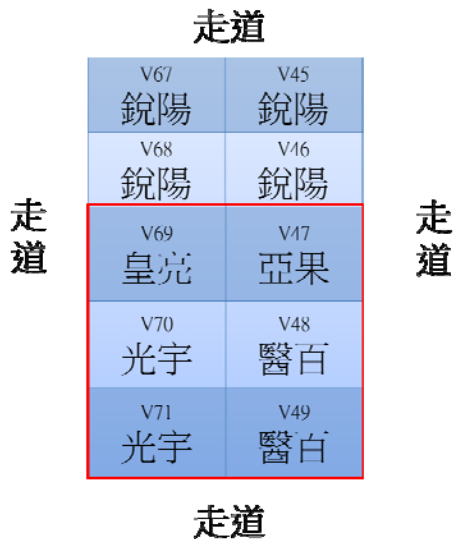 走道
V67 V45
銳陽 銳陽
V68 V46
銳陽 銳陽
走道
走道
V69 V47
皇亮 亞果
V70 V48
光宇 醫百
V71 V49
光宇 醫百
走道